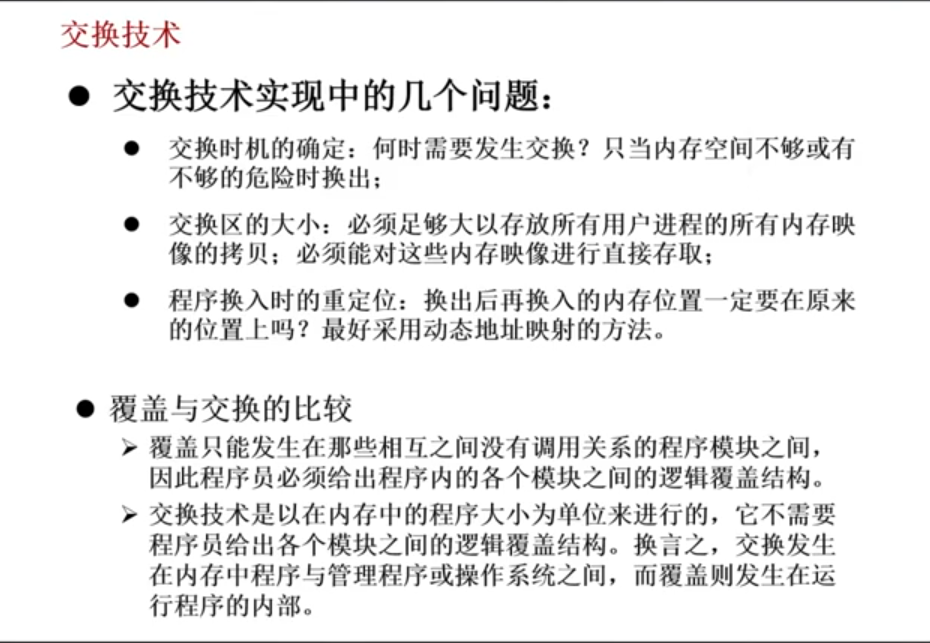 交换技术
● 交换技术实现中的几个问题：
● 交换时机的确定：何时需要发生交换？只当内存空间不够或有
不够的危险时换出；
● 交换区的大小：必须足够大以存放所有用户进程的所有内存映
像的拷贝；必须能对这些内存映像进行直接存取；
● 程序换入时的重定位：换出后再换入的内存位置一定要在原来
的位置上吗？最好采用动态地址映射的方法。
● 覆盖与交换的比较
➢ 覆盖只能发生在那些相互之间没有调用关系的程序模块之间，
因此程序员必须给出程序内的各个模块之间的逻辑覆盖结构。
➢ 交换技术是以在内存中的程序大小为单位来进行的，它不需要
程序员给出各个模块之间的逻辑覆盖结构。换言之，交换发生
在内存中程序与管理程序或操作系统之间，而覆盖则发生在运
行程序的内部。